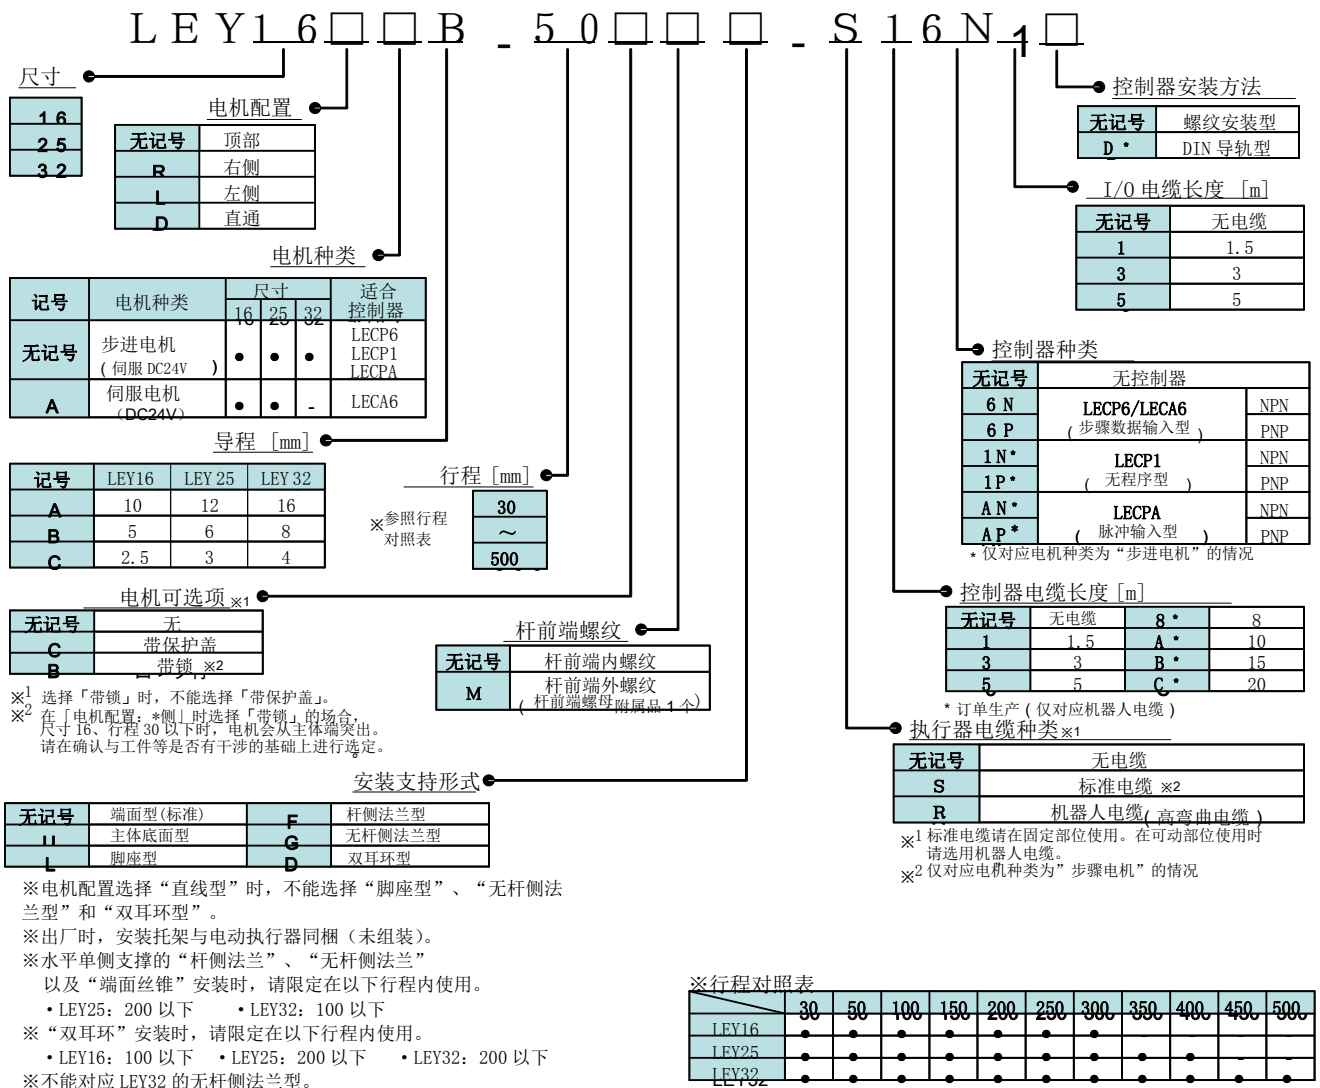 LEY16□□B-50□□□-S16N1□
尺寸
16
25
32
电机配置
无记号 顶部
R 右侧
L 左侧
D 直通
电机种类
记号 电机种类 尺寸 适合控制器
16 25 32
无记号 步进电机 (伺服 DC24V) ● ● ● LECP6 LECP1 LECPA
A 伺服电机 (DC24V) ● ● - LECA6
导程 [mm]
记号 LEY16 LEY 25 LEY 32
A 10 12 16
B 5 6 8
C 2.5 3 4
行程 [mm]
※参照行程
对照表
30
~
500
电机可选项※1
无记号 无
C 带保护盖
B 带锁 ※2
※1 选择「带锁」时，不能选择「带保护盖」。
※2 在「电机配置：*侧」时选择「带锁」的场合，
尺寸 16、行程 30 以下时，电机会从主体端突出。
请在确认与工件等是否有干涉的基础上进行选定。
杆前端螺纹
无记号 杆前端内螺纹
M 杆前端外螺纹
(杆前端螺母附属品 1 个)
安装支持形式
无记号 端面型(标准) F 杆侧法兰型
U 主体底面型 G 无杆侧法兰型
L 脚座型 D 双耳环型
※电机配置选择“直线型”时，不能选择“脚座型”、“无杆侧法
兰型”和“双耳环型”。
※出厂时，安装托架与电动执行器同梱（未组装）。
※水平单侧支撑的“杆侧法兰”、“无杆侧法兰”
以及“端面丝锥”安装时，请限定在以下行程内使用。
•LEY25：200 以下 •LEY32：100 以下
※“双耳环”安装时，请限定在以下行程内使用。
•LEY16：100 以下 •LEY25：200 以下 •LEY32：200 以下
※不能对应 LEY32 的无杆侧法兰型。
控制器安装方法
无记号 螺纹安装型
D * DIN 导轨型
I/O 电缆长度 [m]
无记号 无电缆
1 1.5
3 3
5 5
控制器种类
无记号 无控制器
6N LECP6/LECA6 NPN
6P (步骤数据输入型) PNP
1N* LECP1 NPN
1P* (无程序型) PNP
AN* LECPA NPN
AP* (脉冲输入型) PNP
* 仅对应电机种类为“步进电机”的情况
控制器电缆长度[m]
无记号 无电缆 8 * 8
1 1.5 A * 10
3 3 B * 15
5 5 C * 20
* 订单生产(仅对应机器人电缆)
执行器电缆种类※1
无记号 无电缆
S 标准电缆 ※2
R 机器人电缆(高弯曲电缆)
※1 标准电缆请在固定部位使用。在可动部位使用时
请选用机器人电缆。
※2 仅对应电机种类为”步骤电机”的情况
※行程对照表
30 50 100 150 200 250 300 350 400 450 500
LEY16 ● ● ● ● ● ● ● - - - -
LEY25 ● ● ● ● ● ● ● ● ● - -
LEY32 ● ● ● ● ● ● ● ● ● ● ●